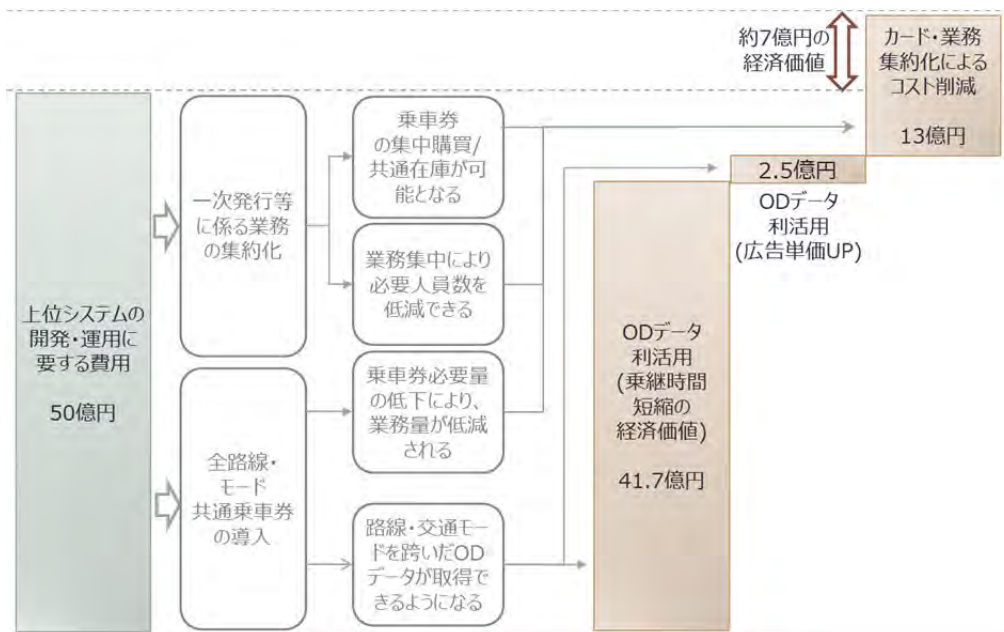 約7億円の
経済価値
カード・業務
集約化による
コスト削減
13億円
乗車券
の集中購買/
共通在庫が可
能となる
2.5億円
ODデータ
利活用
(広告単価UP)
一次発行等
に係る業務
の集約化
業務集中により
必要人員数を
低減できる
上位システムの
開発・運用に
要する費用
50億円
ODデータ
利活用
(乗継時間
短縮の
経済価値)
41.7億円
乗車券必要量
の低下により、
業務量が低減
される
全路線・
モード
共通乗車券
の導入
路線・交通モー
ドを跨いだOD
データが取得で
きるようになる